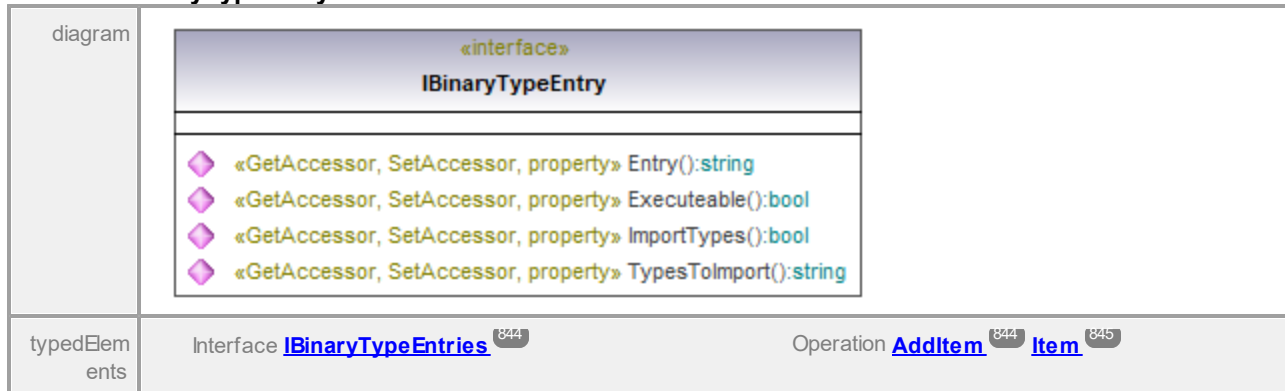 diagram
«interface»
IBinaryTypeEntry
«GetAccessor, SetAccessor, property» Entry():string
«GetAccessor, SetAccessor, property» Executeable():bool
«GetAccessor, SetAccessor, property» ImportTypes():bool
«GetAccessor, SetAccessor, property» TypesToImport():string
typedElem
ents
Interface IBinaryTypeEntries 844 Operation AddItem 844 Item 845